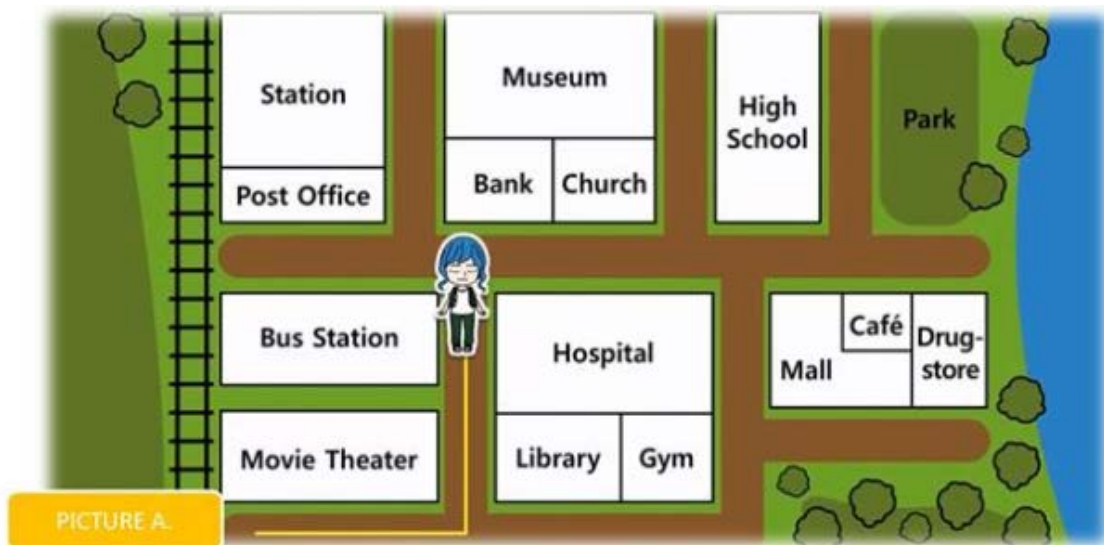 Station
Post Office
Museum
Bank
Church
High
School
Park
Bus Station
Movie Theater
Hospital
Library
Gym
Mall
Café
Drug-
store
PICTURE A.